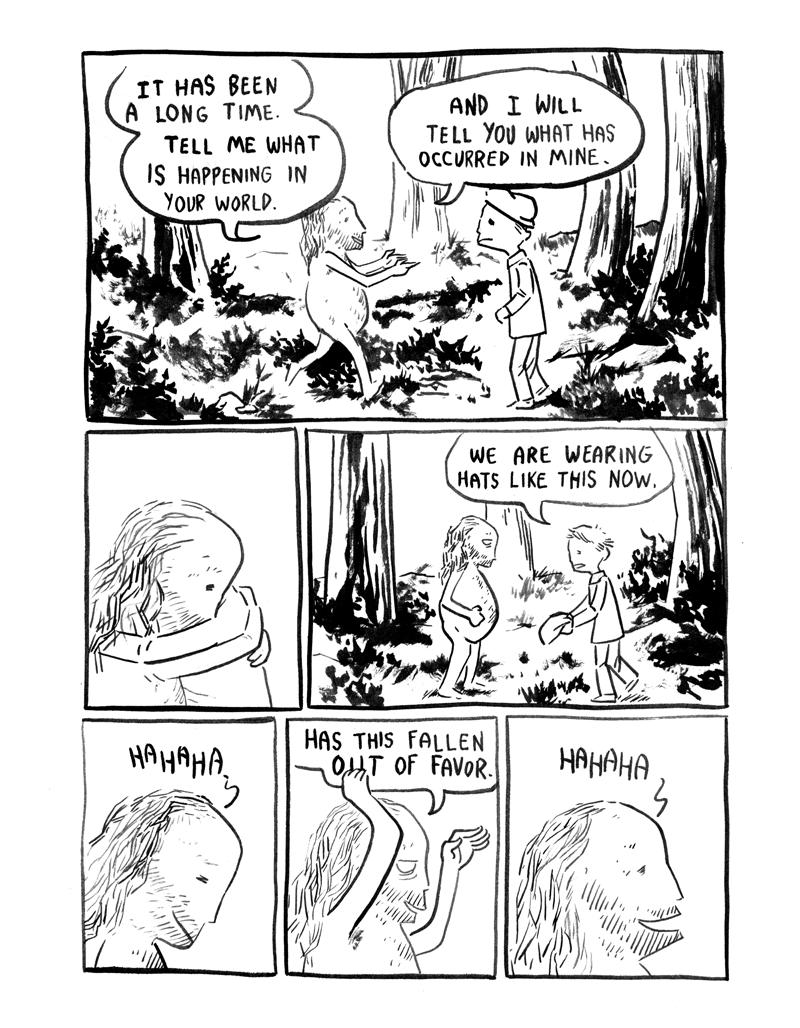 IT HAS BEEN
A LONG TIME.
TELL ME WHAT
IS HAPPENING IN
YOUR WORLD.
AND I WILL
TELL YOU WHAT HAS
OCCURRED IN MINE.
WE ARE WEARING
HATS LIKE THIS NOW.
HAHAHA
HAS THIS FALLEN
OUT OF FAVOR.
HAHAHA